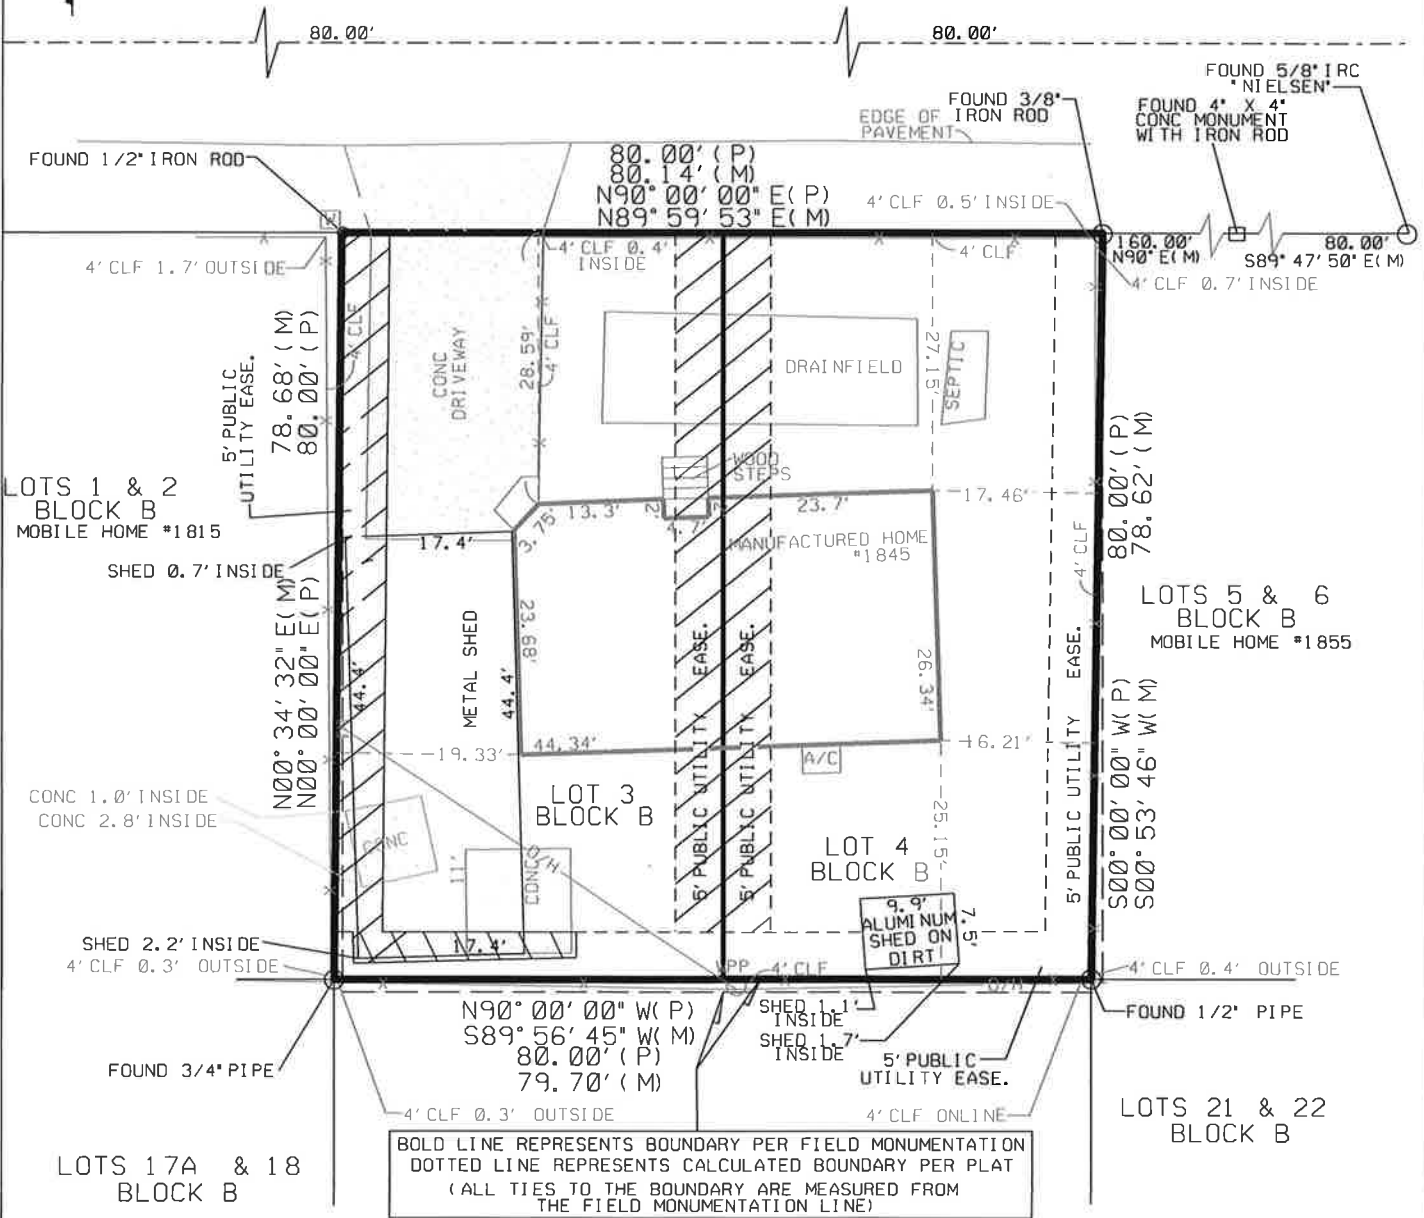 80.00'
80.00'
FOUND 5/8" IRC
"NIELSEN"
FOUND 3/8"
IRON ROD
FOUND 4" X 4"
CONC MONUMENT
WITH IRON ROD
EDGE OF
PAVEMENT
FOUND 1/2" IRON ROD
80.00' (P)
80.14' (M)
N90° 00' 00" E(P)
N89° 59' 53" E(M)
4' CLF 0.5' INSIDE
W
4' CLF 1.7' OUTSIDE
4' CLF 0.4'
INSIDE
4' CLF
160.00'
N90° E(M)
80.00'
S89° 47' 50" E(M)
4' CLF 0.7' INSIDE
5' PUBLIC
UTILITY EASE.
78.68' (M)
80.00' (P)
4' CLF
CONC
DRIVEWAY
28.59'
4' CLF
DRAINFIELD
27.15'
SEPTIC
80.00' (P)
78.62' (M)
WOOD
STEPS
LOTS 1 & 2
BLOCK B
MOBILE HOME #1815
13.3'
2'
4.7'
2'
23.7'
17.46'
17.4'
3.75'
MANUFACTURED HOME
#1845
4' CLF
SHED 0.7' INSIDE
LOTS 5 & 6
BLOCK B
MOBILE HOME #1855
N00° 34' 32" E(M)
N00° 00' 00" E(P)
44.4'
METAL SHED
44.4'
23.68'
5' PUBLIC UTILITY EASE.
5' PUBLIC UTILITY EASE.
26.34'
5' PUBLIC UTILITY EASE.
S00° 00' 00" W(P)
S00° 53' 46" W(M)
19.33'
44.34'
A/C
16.21'
CONC 1.0' INSIDE
CONC 2.8' INSIDE
LOT 3
BLOCK B
CONC
11'
CONC
O/H
LOT 4
BLOCK B
25.15'
9.9'
ALUMINUM
SHED ON
DIRT
7.5'
SHED 2.2' INSIDE
17.4'
4' CLF 0.3' OUTSIDE
WPP
4' CLF
4' CLF 0.4' OUTSIDE
N90° 00' 00" W(P)
S89° 56' 45" W(M)
80.00' (P)
79.70' (M)
SHED 1.1'
INSIDE
SHED 1.7'
INSIDE
FOUND 1/2" PIPE
FOUND 3/4" PIPE
5' PUBLIC
UTILITY EASE.
4' CLF 0.3' OUTSIDE
4' CLF ONLINE
LOTS 21 & 22
BLOCK B
LOTS 17A & 18
BLOCK B
BOLD LINE REPRESENTS BOUNDARY PER FIELD MONUMENTATION
DOTTED LINE REPRESENTS CALCULATED BOUNDARY PER PLAT
(ALL TIES TO THE BOUNDARY ARE MEASURED FROM
THE FIELD MONUMENTATION LINE)